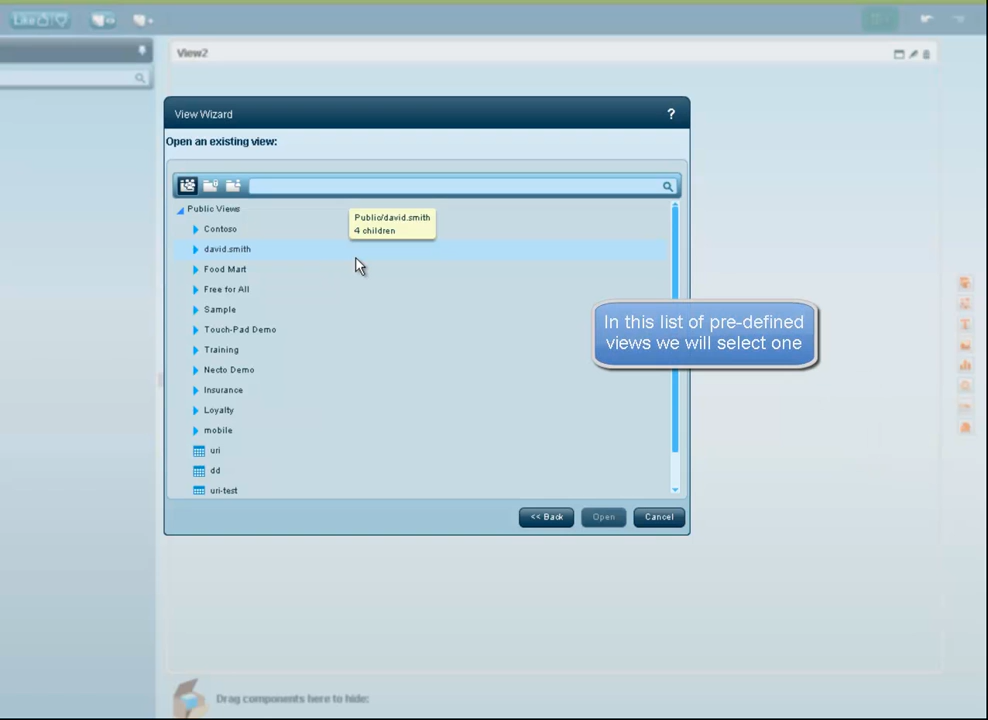 Like
View2
View Wizard
?
Open an existing view:
Public Views
Contoso
Public/david.smith
4 children
david.smith
Food Mart
Free for All
Sample
Touch-Pad Demo
In this list of pre-defined
views we will select one
Training
Necto Demo
Insurance
Loyalty
mobile
uri
dd
uri-test
<< Back
Open
Cancel
Drag components here to hide: